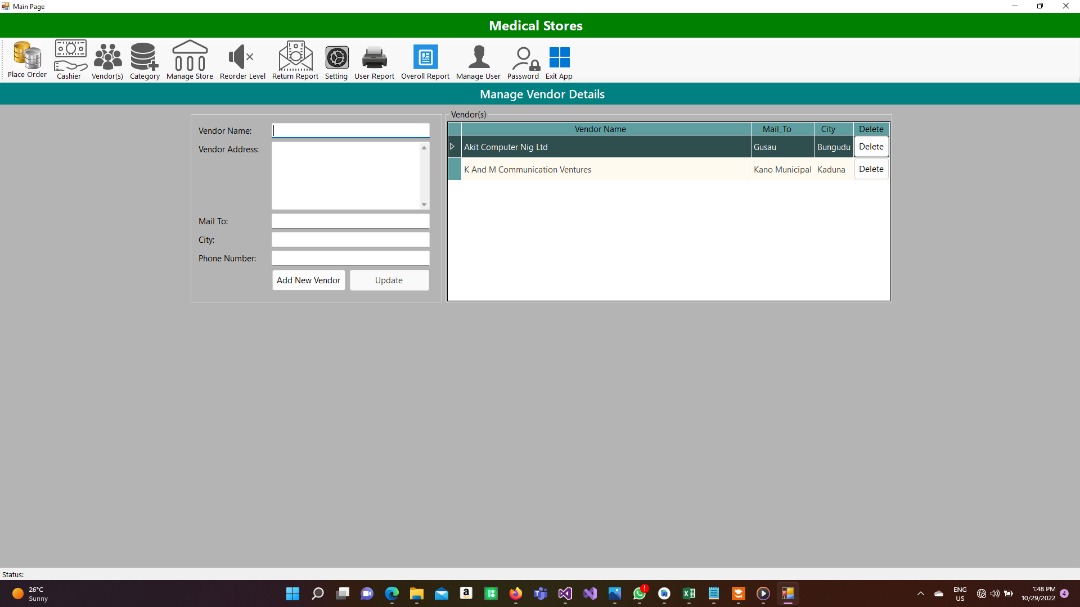 Main Page
Medical Stores
Place Order Cashier Vendor(s) Category Manage Store Reorder Level Return Report Setting User Report Overoll Report Manage User Password Exit App
Manage Vendor Details
Vendor(s)
Vendor Name:
Vendor Address:
Mail To:
City:
Phone Number:
Add New Vendor Update
Vendor Name Mail_To City Delete
Akit Computer Nig Ltd Gusau Bungudu Delete
K And M Communication Ventures Kano Municipal Kaduna Delete
Status:
26°C
Sunny
ENG
US
1:46 PM
10/29/2022